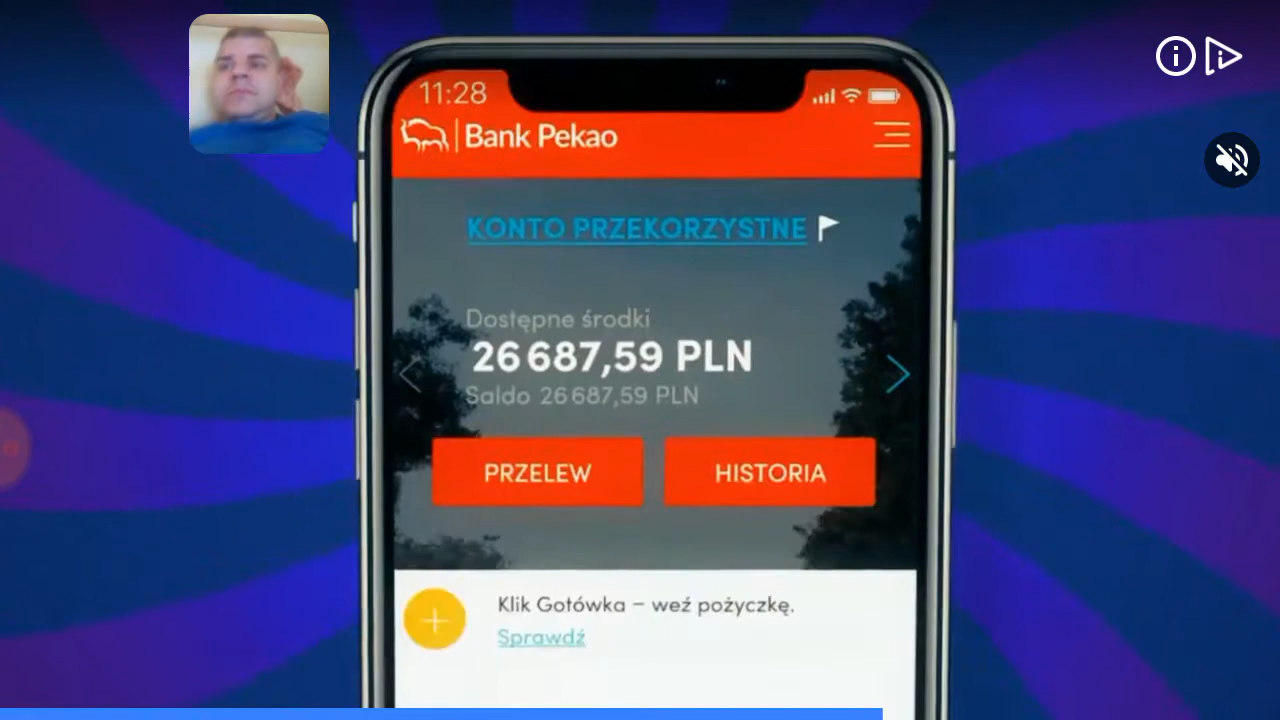 11:28
Bank Pekao
KONTO PRZEKORZYSTNE
Dostępne środki
26 687,59 PLN
Saldo 26 687,59 PLN
PRZELEW HISTORIA
Klik Gotówka – weź pożyczkę.
Sprawdź